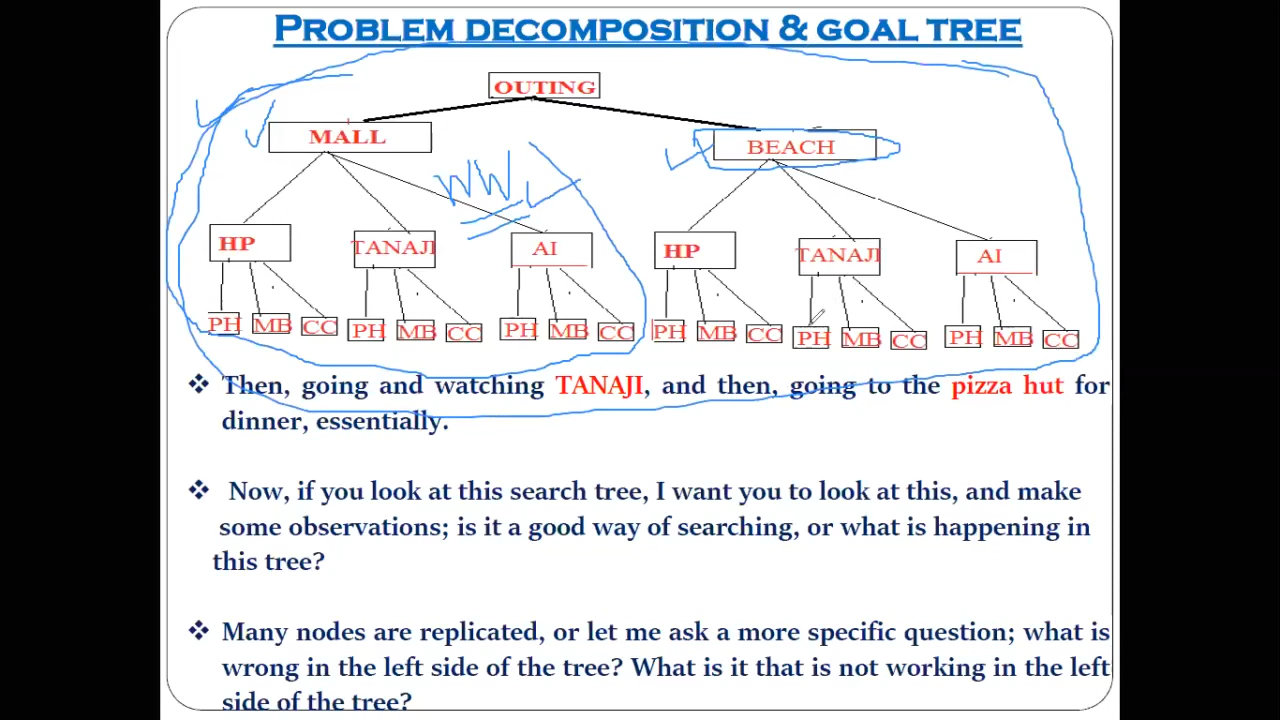 PROBLEM DECOMPOSITION & GOAL TREE
OUTING
MALL
BEACH
HP
TANAJI
AI
HP
TANAJI
AI
PH MB CC PH MB CC PH MB CC PH MB CC PH MB CC PH MB CC
Then, going and watching TANAJI, and then, going to the pizza hut for
dinner, essentially.
Now, if you look at this search tree, I want you to look at this, and make
some observations; is it a good way of searching, or what is happening in
this tree?
Many nodes are replicated, or let me ask a more specific question; what is
wrong in the left side of the tree? What is it that is not working in the left
side of the tree?